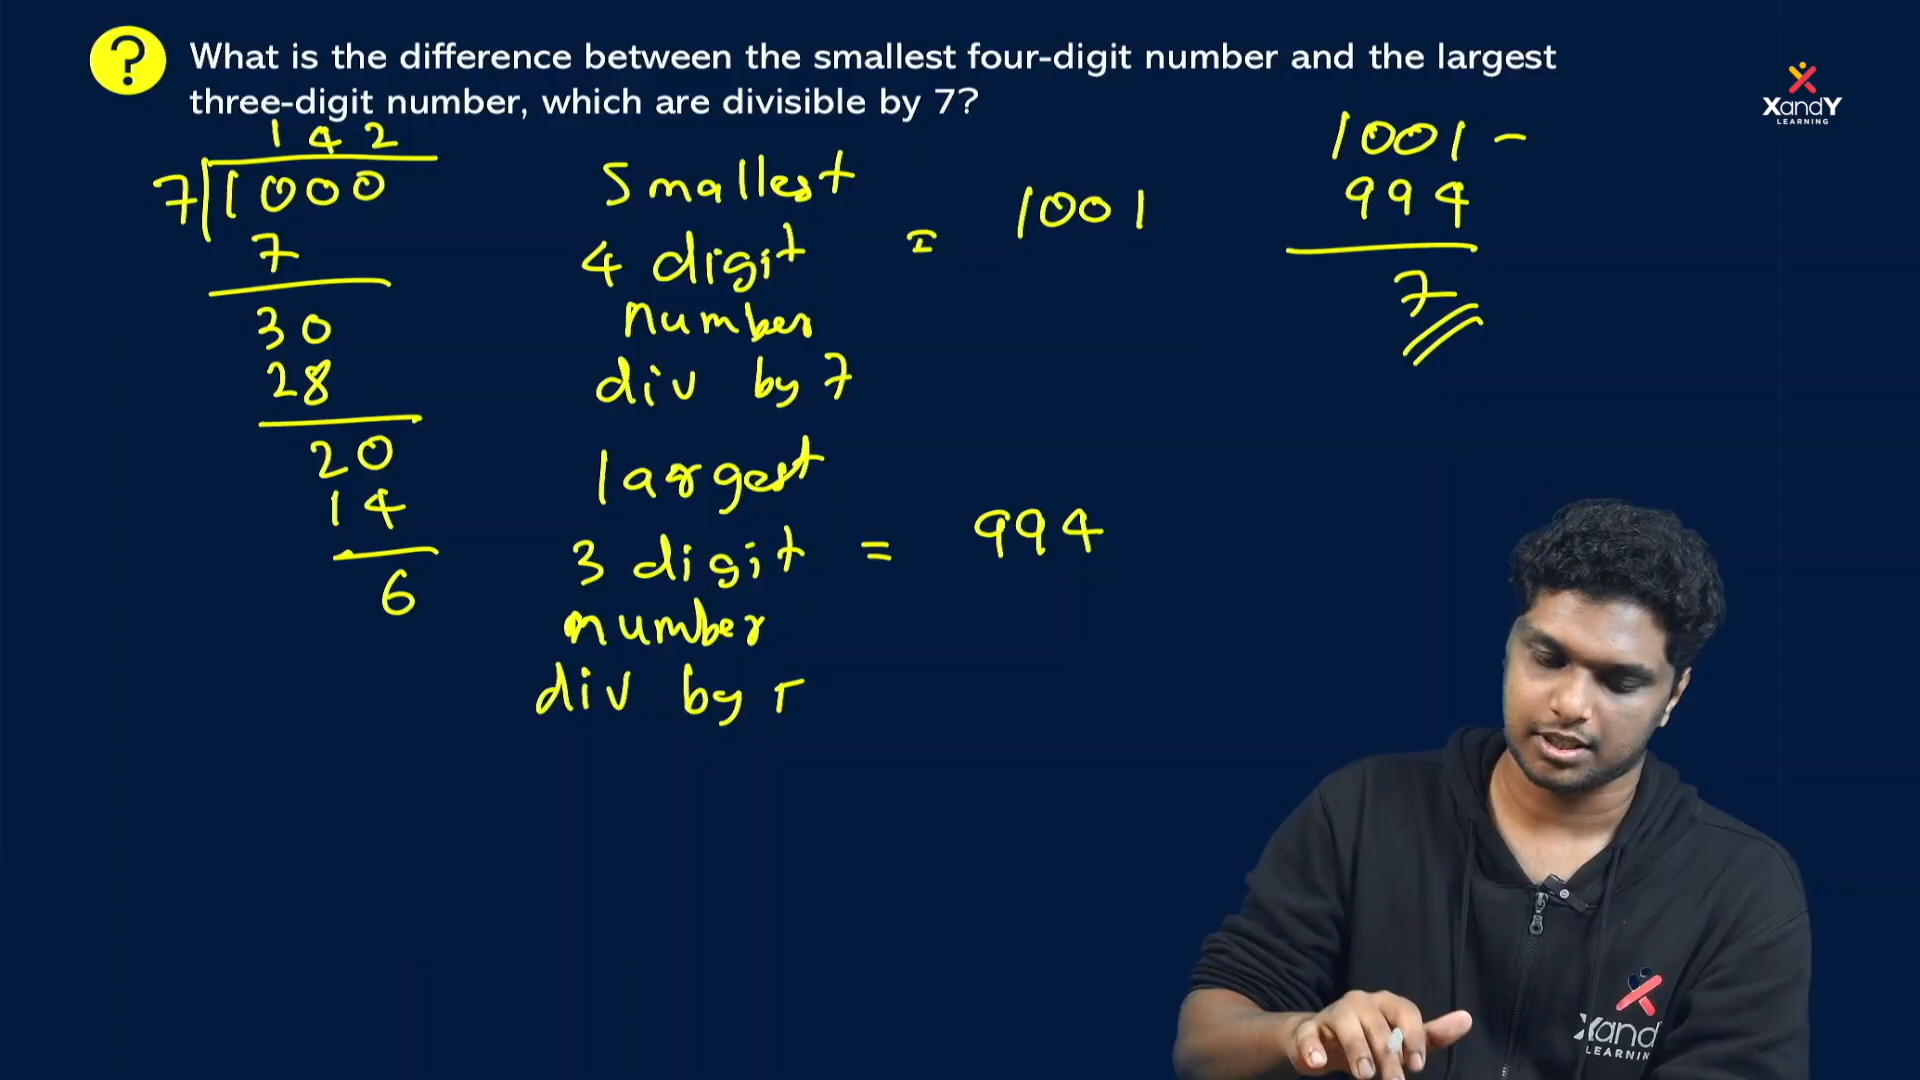 What is the difference between the smallest four-digit number and the largest
three-digit number, which are divisible by 7?
XandY
LEARNING
142
7 1000
7
30
28
20
14
6
Smallest
4 digit = 1001
number
div by 7
largest
3 digit = 994
number
div by
1001 -
994
7
Xand
LEARNIN